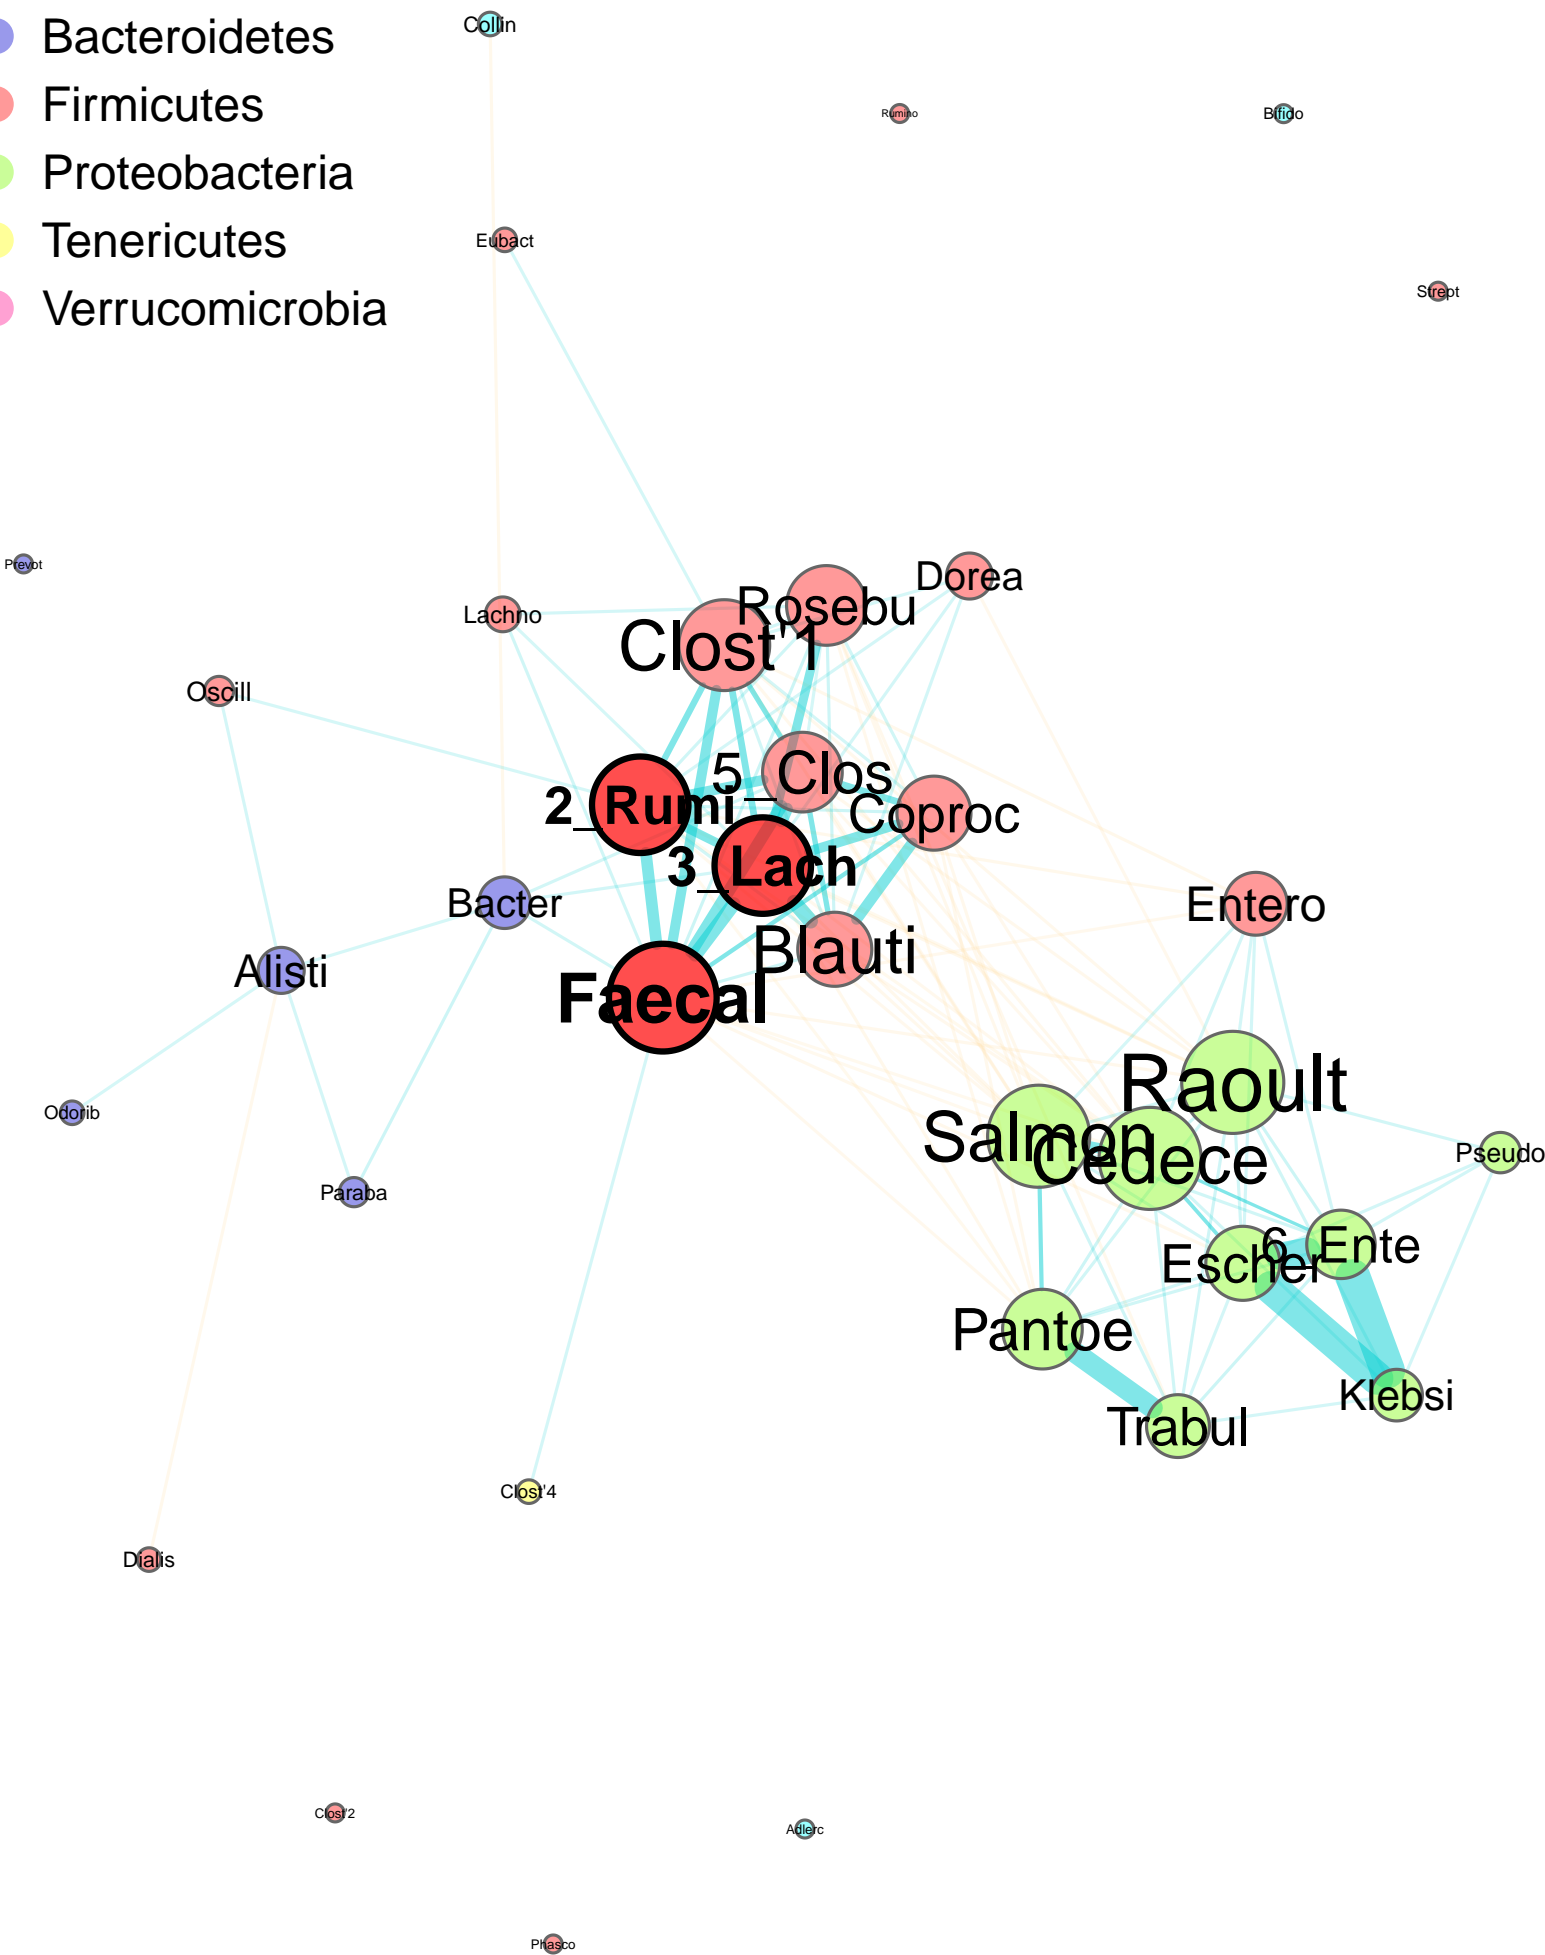 Bacteroidetes
Firmicutes
Proteobacteria
Tenericutes
Verrucomicrobia
Collin
Rumino
Bifido
Eubact
Strept
Prevot
Dorea
Rosebu
Lachno
Clost'1
Oscill
5_Clos
2_Rumi
Coproc
3_Lach
Bacter
Entero
Blauti
Alisti
Faecal
Raoult
Odorib
Salmon
Cedece
Pseudo
Paraba
6_Ente
Escher
Pantoe
Klebsi
Trabul
Clost'4
Dialis
Clost'2
Adlerc
Phasco